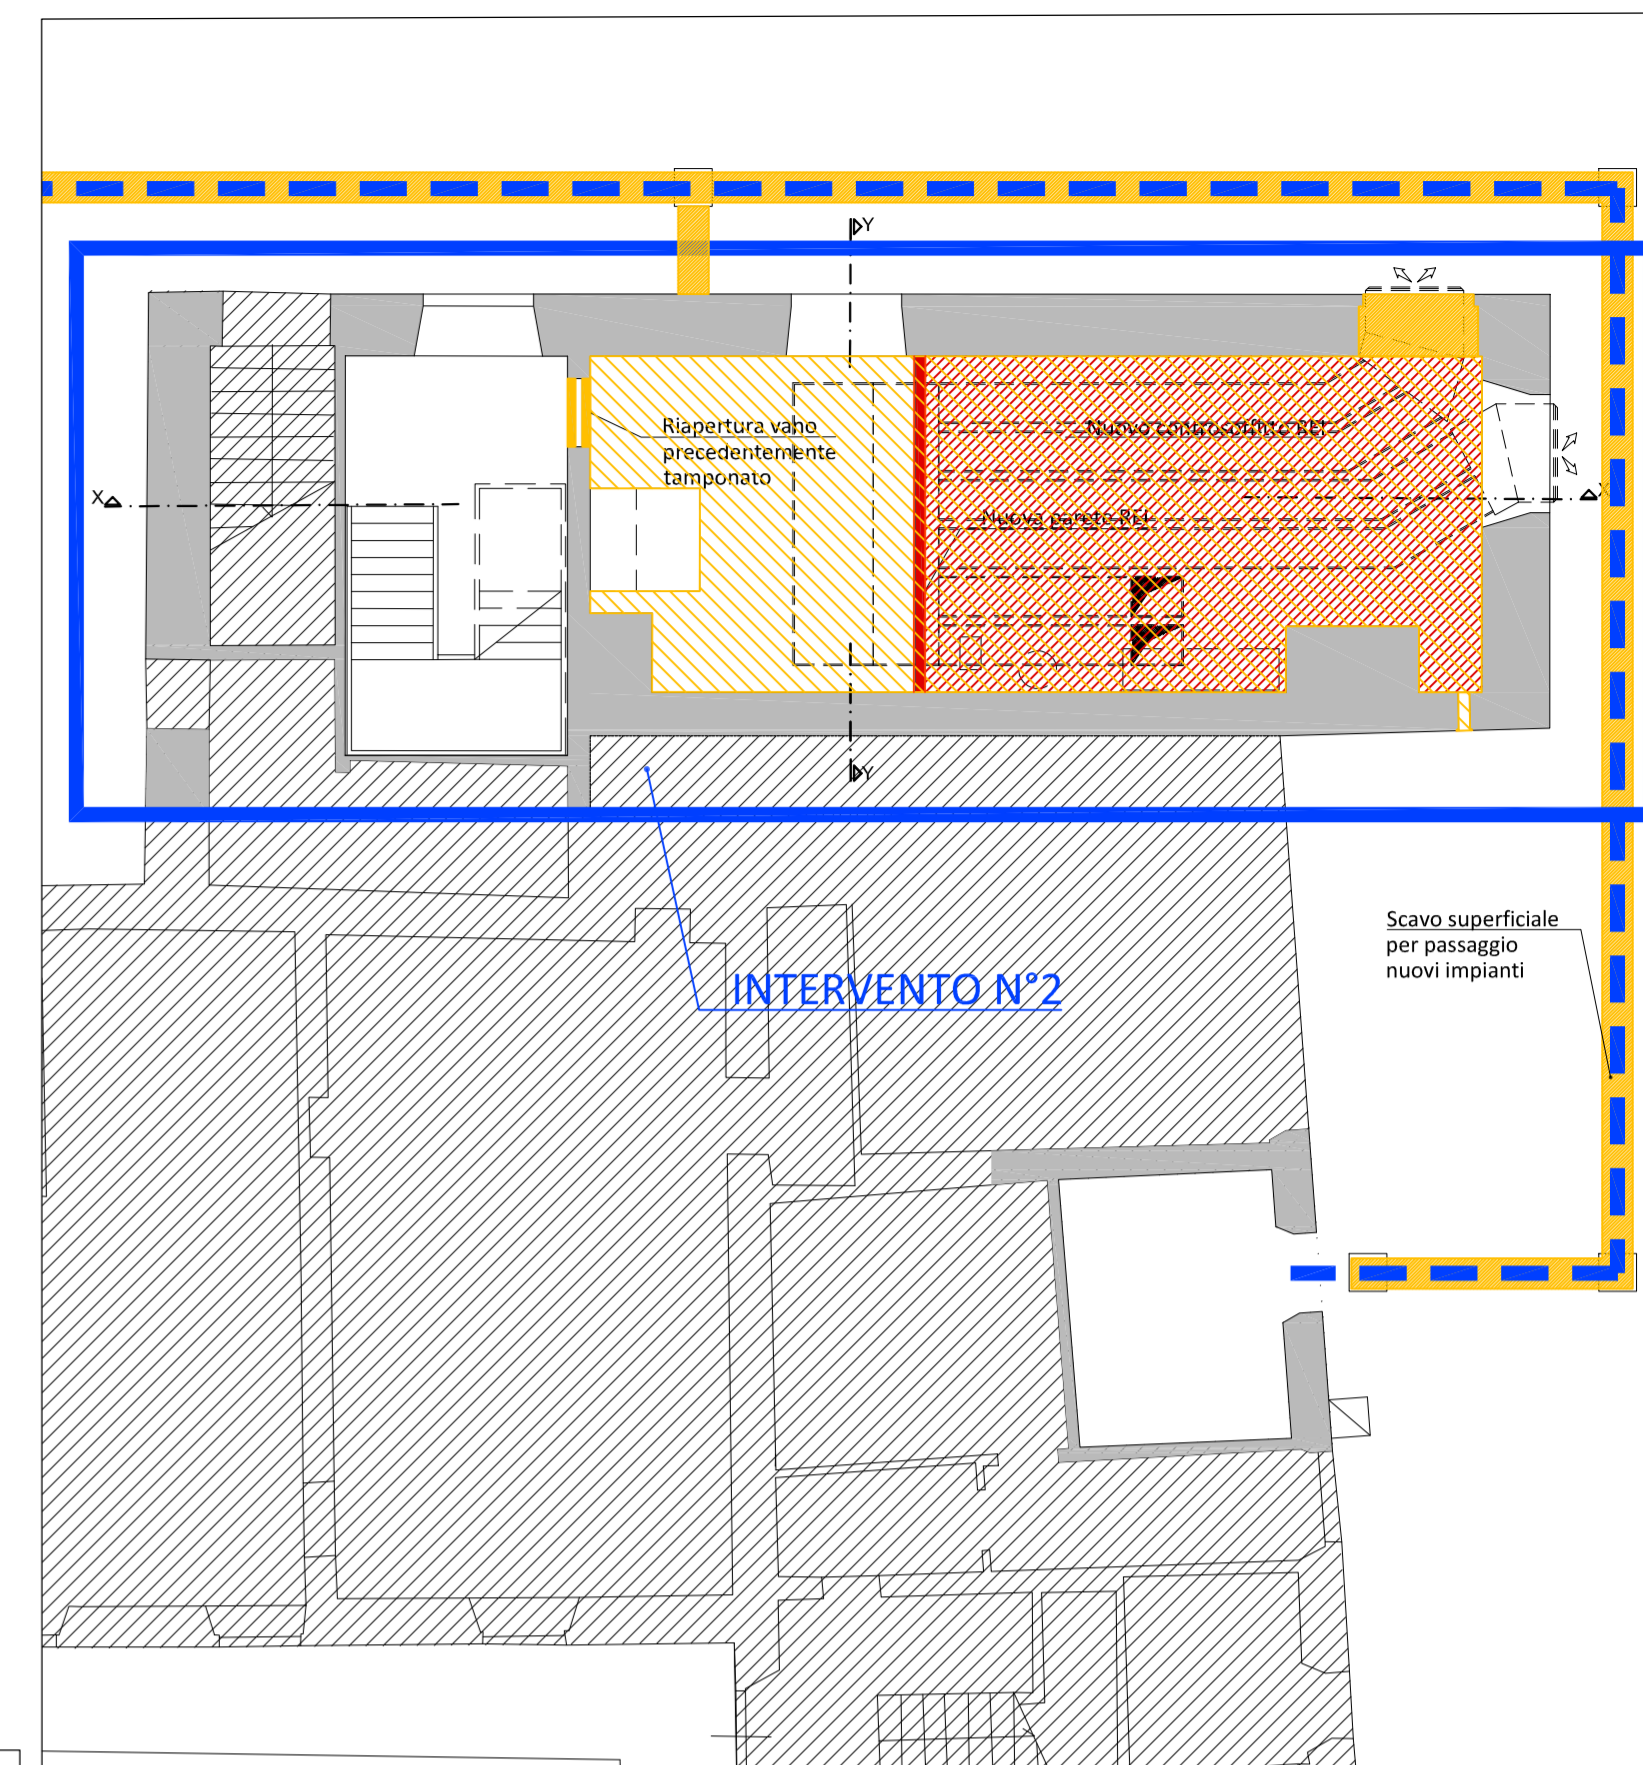 Y
Riapertura vano
precedentemente
tamponato
Nuovo controsoffitto REI
X
X
Nuova parete REI
Y
Scavo superficiale
per passaggio
nuovi impianti
INTERVENTO N°2